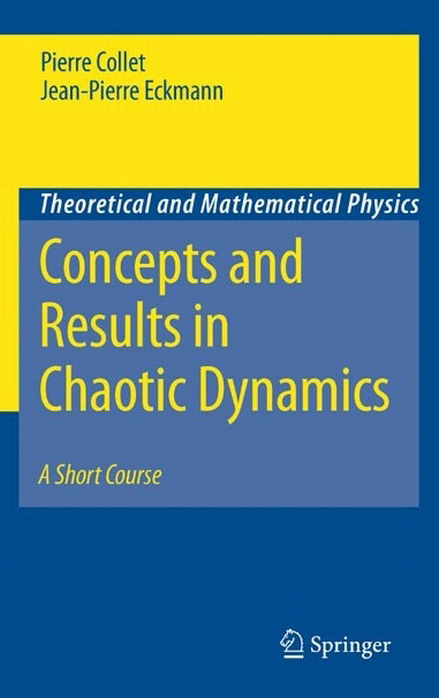 Pierre Collet
Jean-Pierre Eckmann
Theoretical and Mathematical Physics
Concepts and
Results in
Chaotic Dynamics
A Short Course
Springer